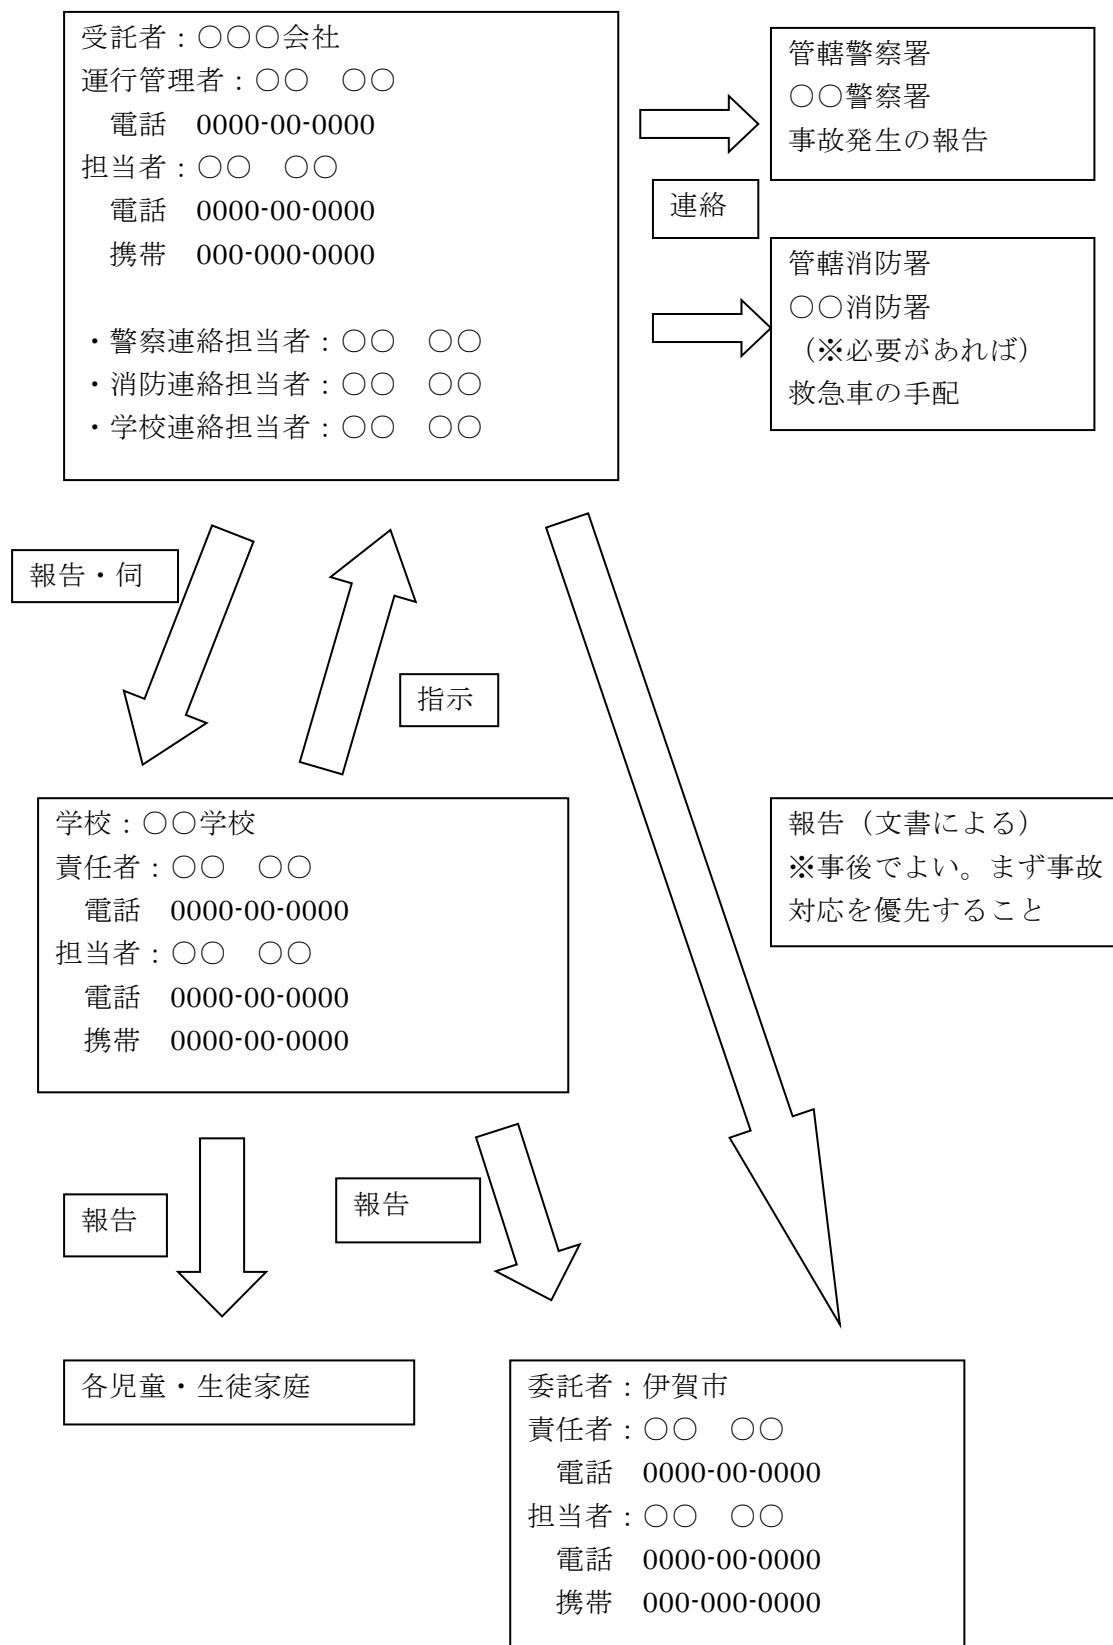 受託者：○○○会社
運行管理者：○○　○○
電話　0000-00-0000
担当者：○○　○○
電話　0000-00-0000
携帯　000-000-0000
・警察連絡担当者：○○　○○
・消防連絡担当者：○○　○○
・学校連絡担当者：○○　○○
管轄警察署
○○警察署
事故発生の報告
連絡
管轄消防署
○○消防署
（※必要があれば）
救急車の手配
報告・伺
指示
学校：○○学校
責任者：○○　○○
電話　0000-00-0000
担当者：○○　○○
電話　0000-00-0000
携帯　0000-00-0000
報告（文書による）
※事後でよい。まず事故
対応を優先すること
報告
報告
各児童・生徒家庭
委託者：伊賀市
責任者：○○　○○
電話　0000-00-0000
担当者：○○　○○
電話　0000-00-0000
携帯　000-000-0000